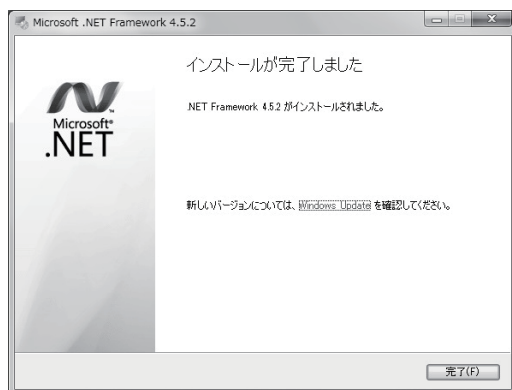 Microsoft .NET Framework 4.5.2
インストールが完了しました
.NET Framework 4.5.2 がインストールされました。
Microsoft®
.NET
新しいバージョンについては、Windows Update を確認してください。
完了(F)